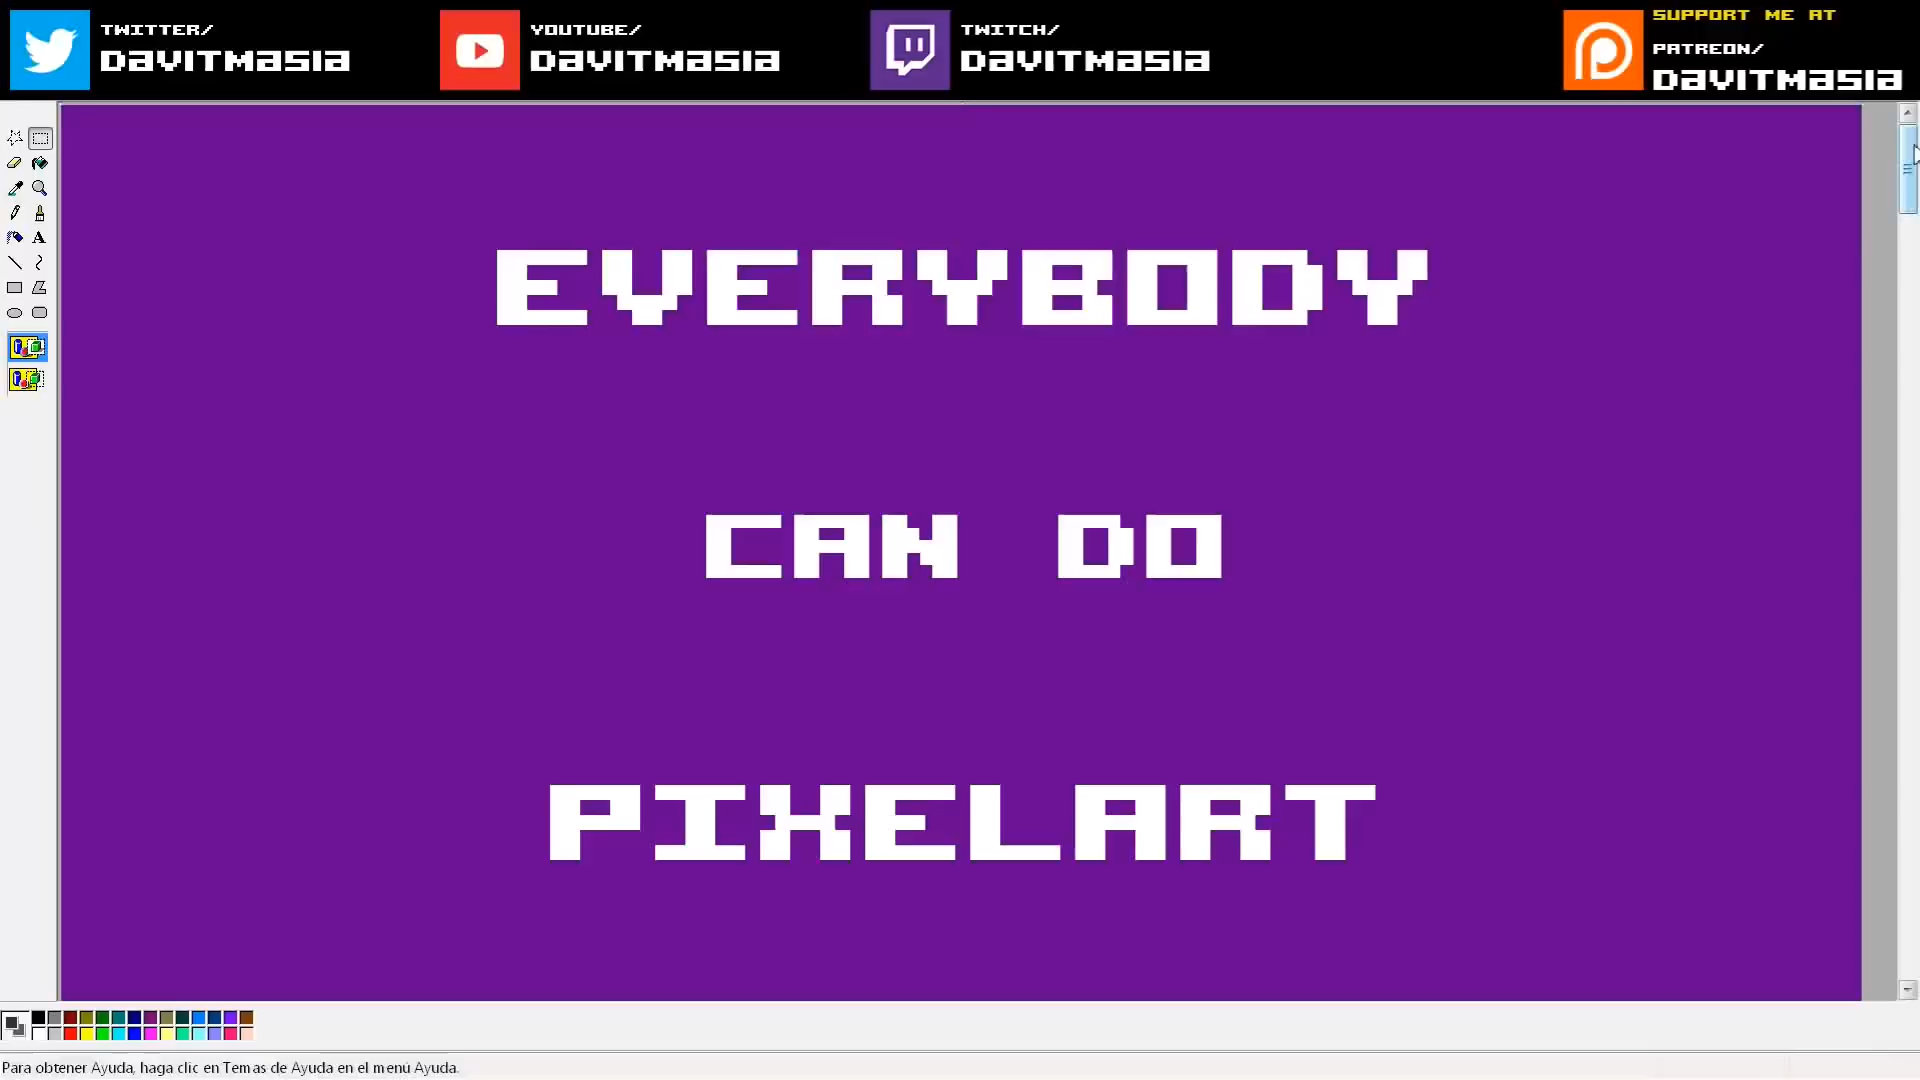 TWITTER/
DAVITMASIA
YOUTUBE/
DAVITMASIA
TWITCH/
DAVITMASIA
SUPPORT ME AT
PATREON/
DAVITMASIA
A
EVERYBODY
CAN DO
PIXELART
Para obtener Ayuda, haga clic en Temas de Ayuda en el menú Ayuda.